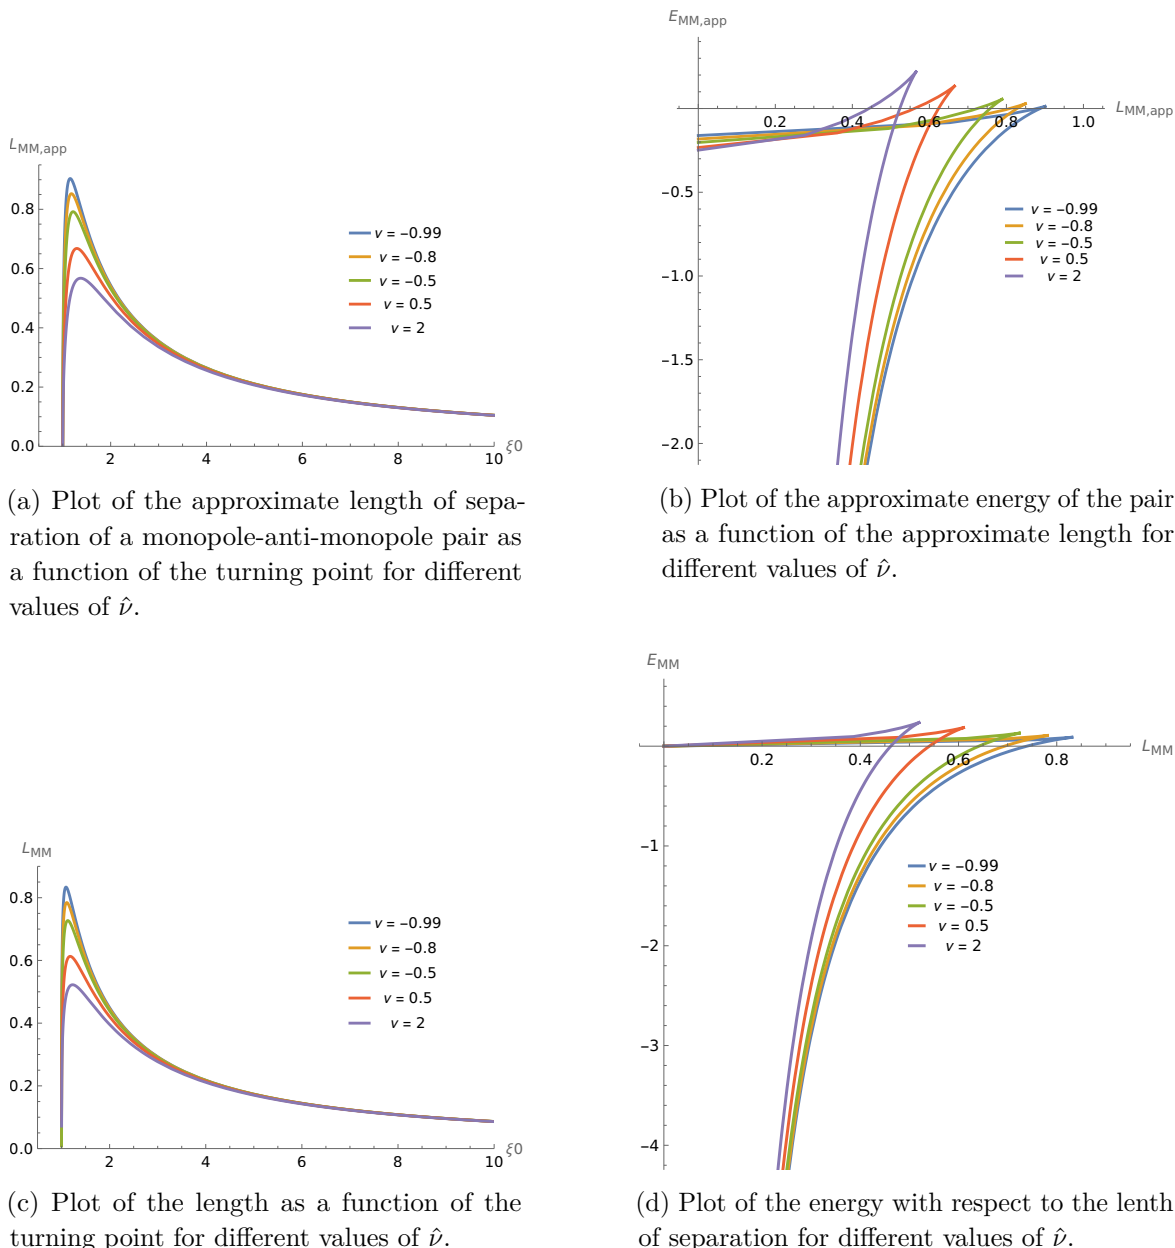 L_MM,app
0.8
0.6
0.4
0.2
0.0
2
4
6
8
10
ξ0
v = −0.99
v = −0.8
v = −0.5
v = 0.5
v = 2
(a) Plot of the approximate length of sepa-
ration of a monopole-anti-monopole pair as
a function of the turning point for different
values of ν̂.
E_MM,app
0.2
0.4
0.6
0.8
1.0
L_MM,app
−0.5
−1.0
−1.5
−2.0
v = −0.99
v = −0.8
v = −0.5
v = 0.5
v = 2
(b) Plot of the approximate energy of the pair
as a function of the approximate length for
different values of ν̂.
L_MM
0.8
0.6
0.4
0.2
0.0
2
4
6
8
10
ξ0
v = −0.99
v = −0.8
v = −0.5
v = 0.5
v = 2
(c) Plot of the length as a function of the
turning point for different values of ν̂.
E_MM
0.2
0.4
0.6
0.8
L_MM
−1
−2
−3
−4
v = −0.99
v = −0.8
v = −0.5
v = 0.5
v = 2
(d) Plot of the energy with respect to the lenth
of separation for different values of ν̂.